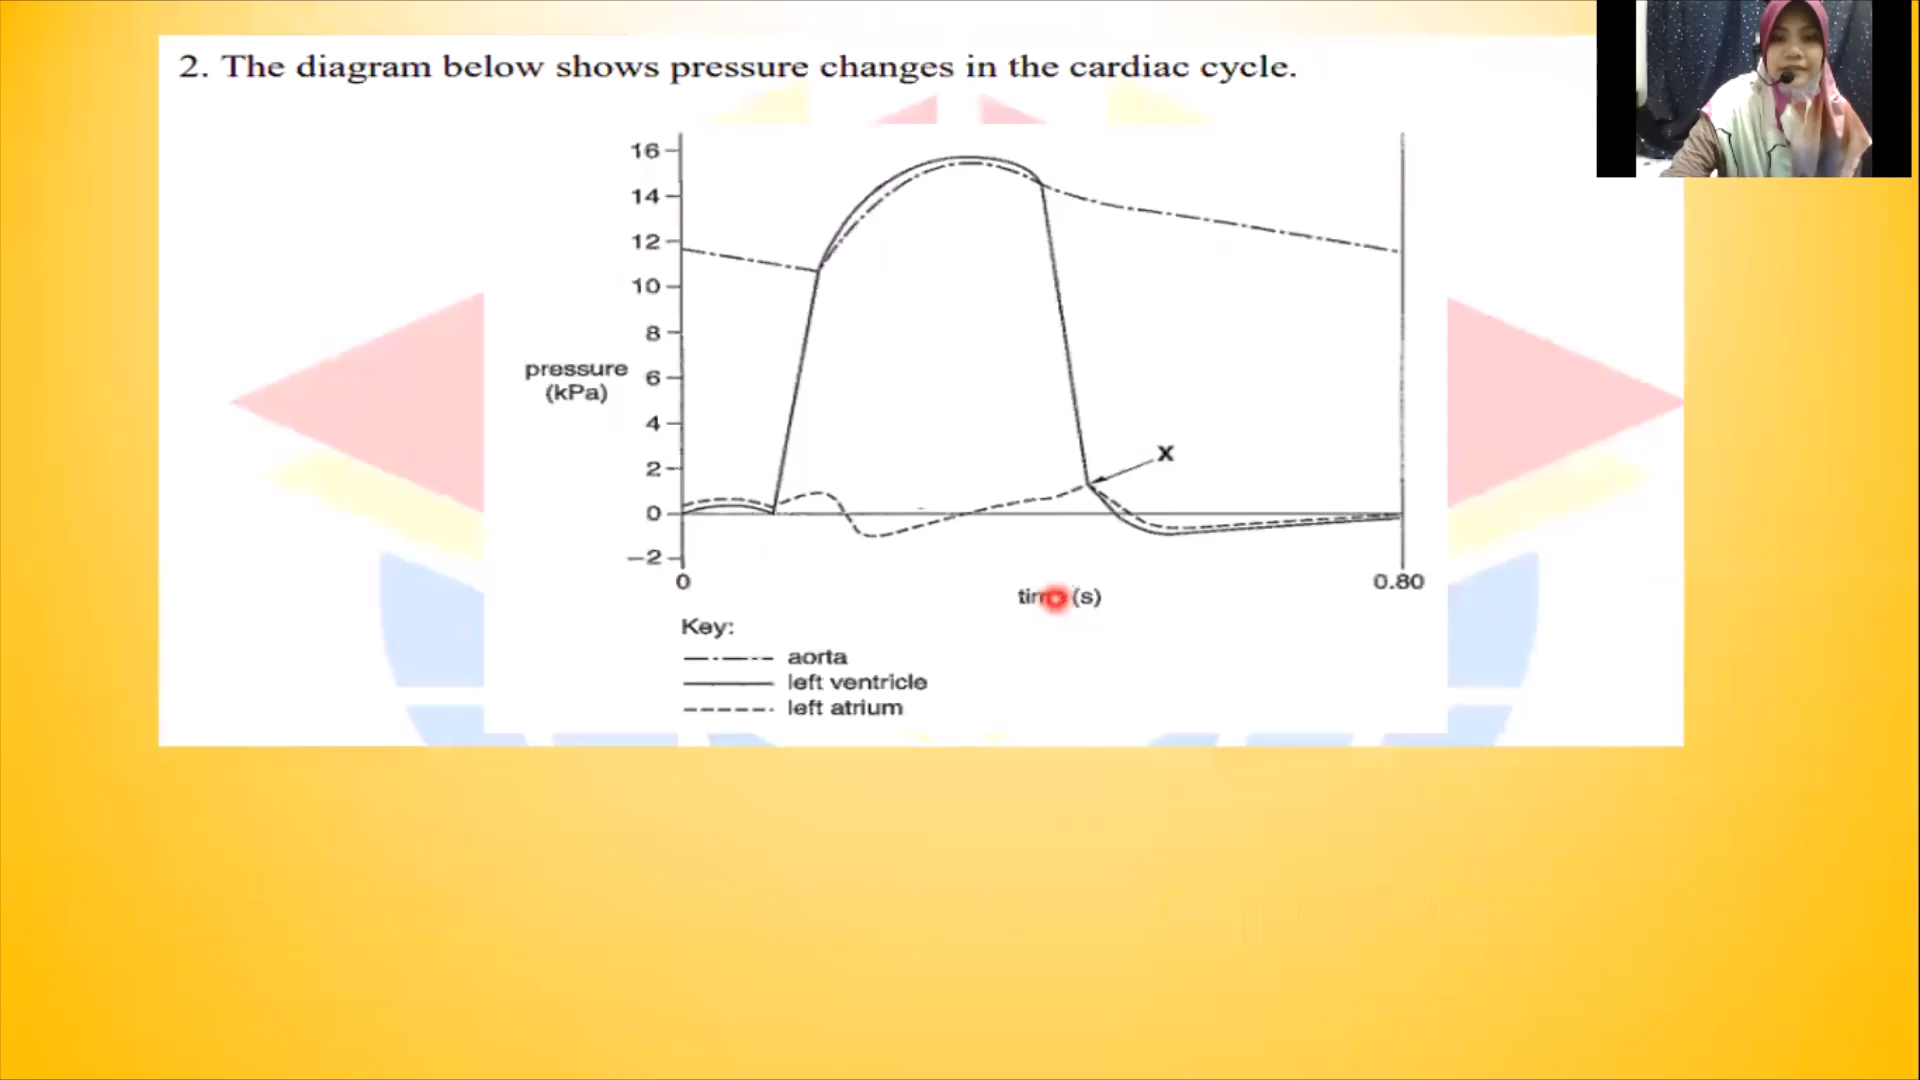 2. The diagram below shows pressure changes in the cardiac cycle.
16
14
12
10
8
pressure
(kPa)
6
4
X
2
0
−2
0
0.80
time (s)
Key:
aorta
left ventricle
left atrium